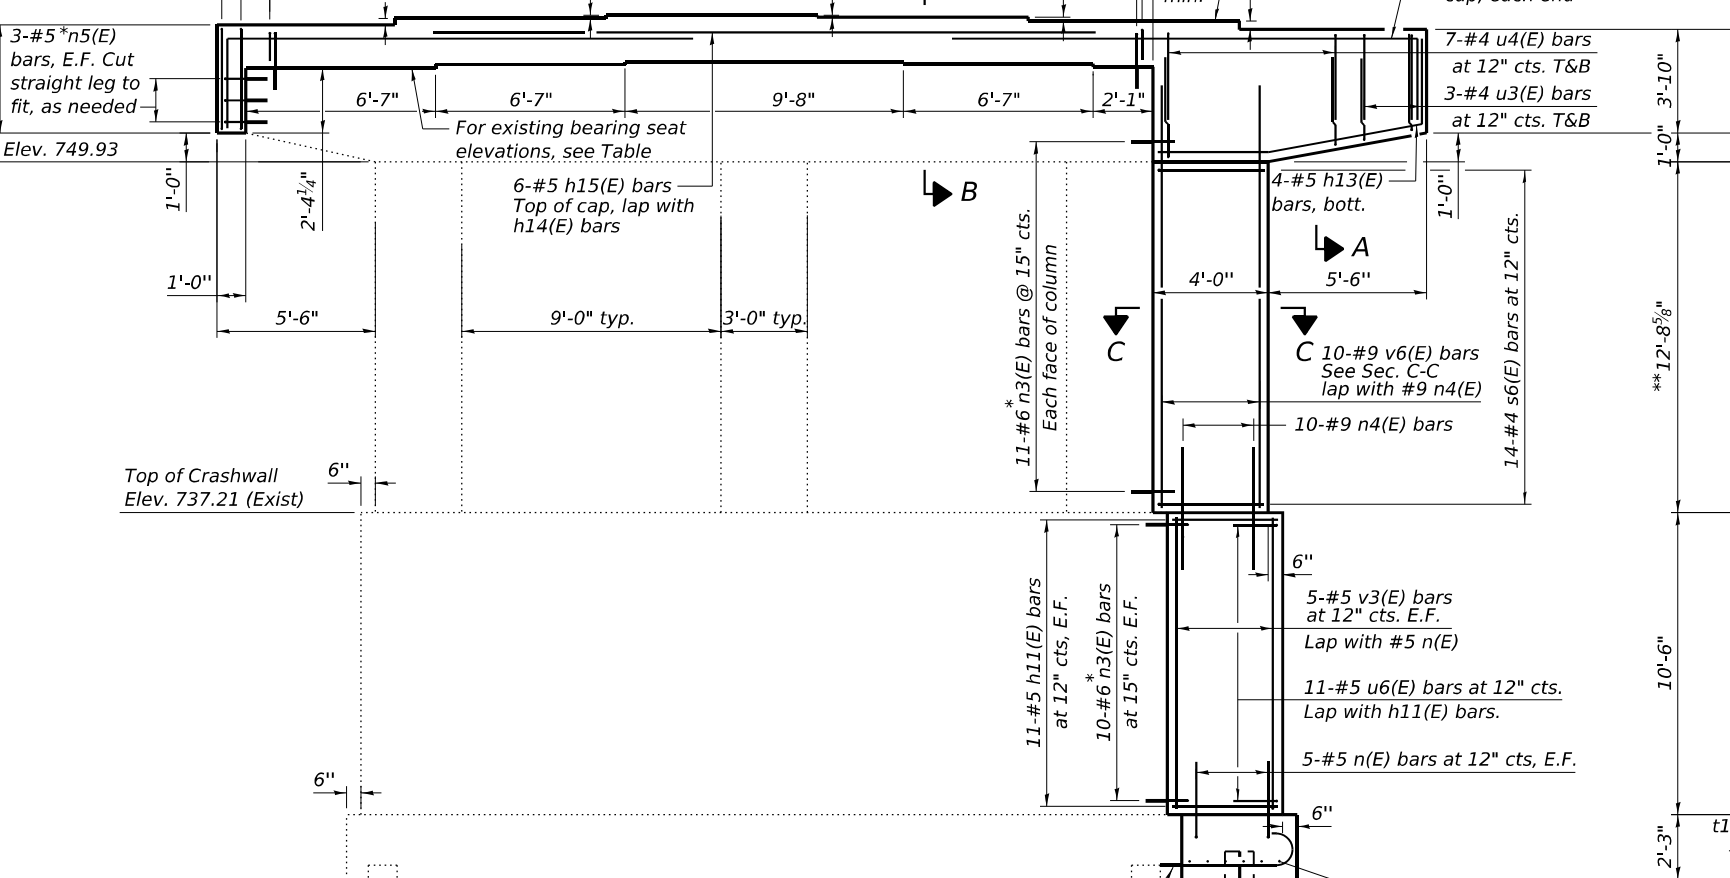 min.
cap, each end
3-#5*n5(E)
bars, E.F. Cut
straight leg to
fit, as needed
7-#4 u4(E) bars
at 12" cts. T&B
3-#4 u3(E) bars
at 12" cts. T&B
3'-10"
6'-7"
6'-7"
9'-8"
6'-7"
2'-1"
For existing bearing seat
elevations, see Table
Elev. 749.93
1'-0"
2'-4¼"
6-#5 h15(E) bars
Top of cap, lap with
h14(E) bars
B
4-#5 h13(E)
bars, bott.
1'-0"
1'-0"
A
1'-0"
5'-6"
9'-0" typ.
3'-0" typ.
4'-0"
5'-6"
11-#6 *n3(E) bars @ 15" cts.
Each face of column
C
C
10-#9 v6(E) bars
See Sec. C-C
lap with #9 n4(E)
10-#9 n4(E) bars
14-#4 s6(E) bars at 12" cts.
**12'-8⅝"
Top of Crashwall
Elev. 737.21 (Exist)
6"
11-#5 h11(E) bars
at 12" cts, E.F.
10-#6 *n3(E) bars
at 15" cts. E.F.
6"
5-#5 v3(E) bars
at 12" cts. E.F.
Lap with #5 n(E)
11-#5 u6(E) bars at 12" cts.
Lap with h11(E) bars.
10'-6"
5-#5 n(E) bars at 12" cts, E.F.
6"
6"
2'-3"
t1